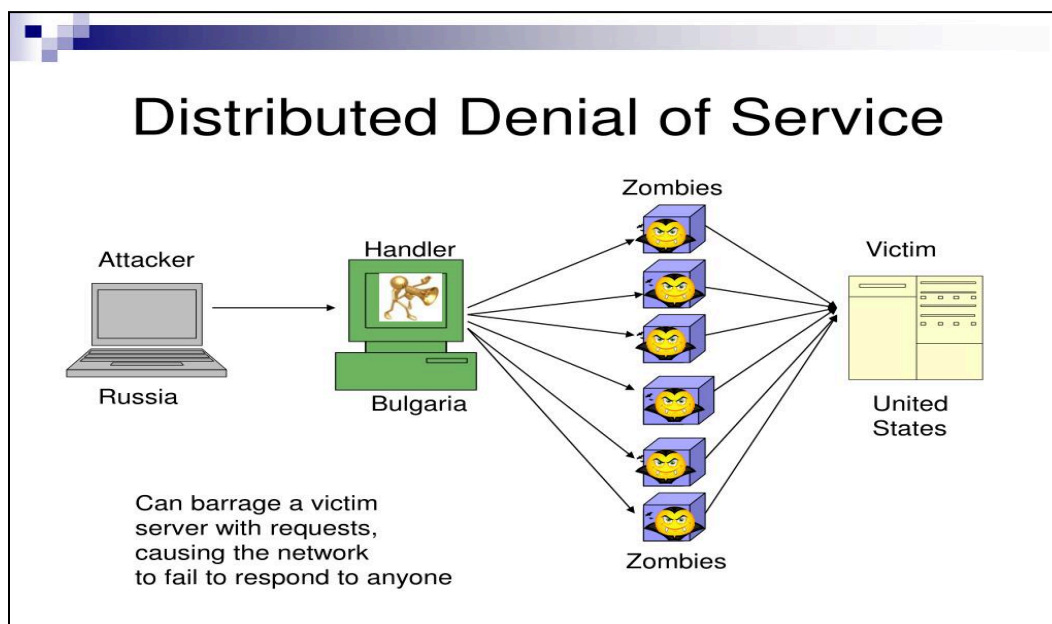 Distributed Denial of Service
Zombies
Attacker
Handler
Victim
Russia
Bulgaria
United
States
Can barrage a victim
server with requests,
causing the network
to fail to respond to anyone
Zombies